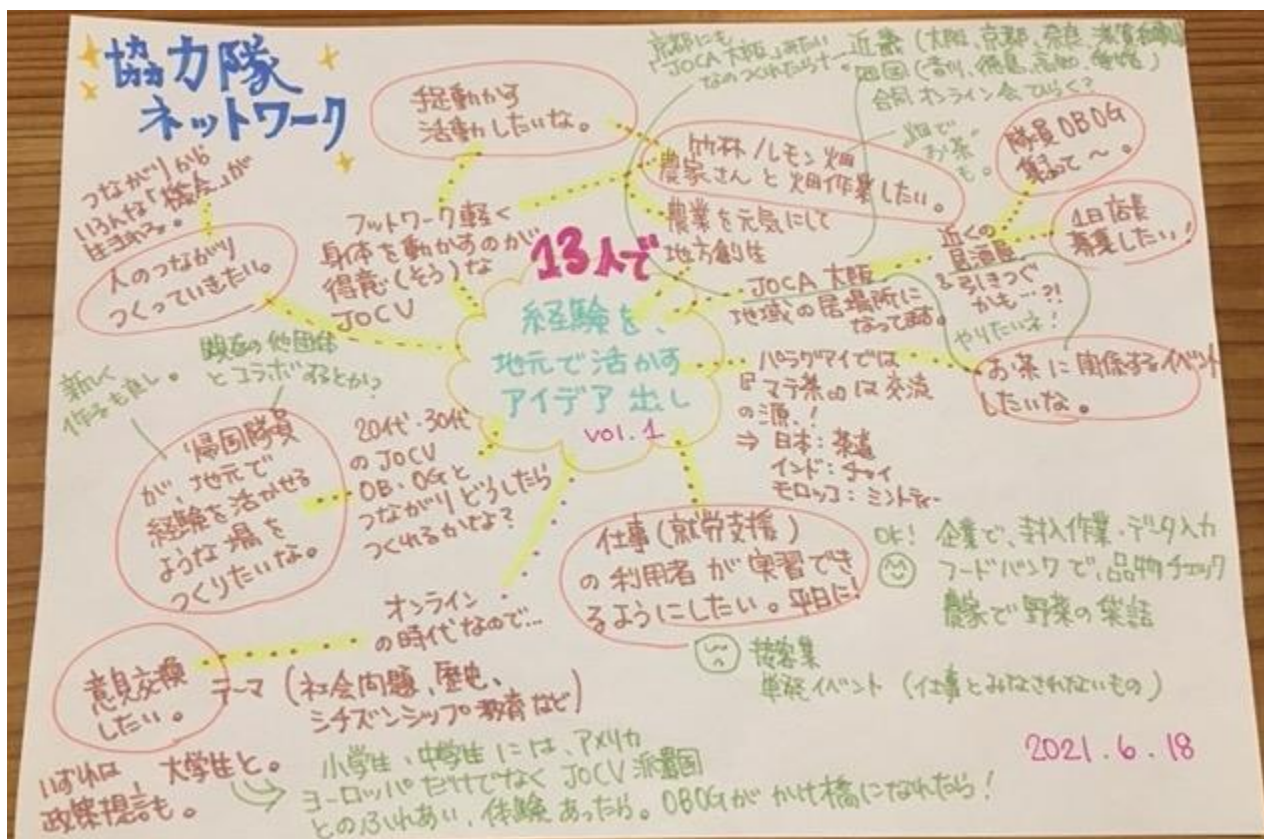 協力隊
ネットワーク
京都にも
「JOCA大阪」みたい
なのつくれたらナー。
近畿(大阪、京都、奈良、
四国(香川、徳島、高知、愛媛)
合同オンライン会でひらく?
手足動かす
活動したいな。
竹林/レモン畑
農家さんと畑作業したい。
畑で
お茶
も。
隊員OBOG
集まって〜。
1日店長
募集したい!
つながりから
いろんな「機会」が
生まれる。
人のつながり
つくっていきたい。
フットワーク軽く
身体を動かすのが
得意(そう)な
JOCV
農業を元気にして
地方創生
13人で
経験を、
地元で活かす
アイデア出し
vol.1
JOCA大阪
地域の居場所に
なってます。
近くの
居酒屋
を引きつぐ
かも…?!
やりたいネ!
パラグアイでは
『マテ茶』は交流
の源!
⇒ 日本:茶道
インド:チャイ
モロッコ:ミントティー
お茶に関係するイベント
したいな。
新しく
作るも良し。
現在の他団体
とコラボするとか?
帰国隊員
が、地元で
経験を活かせる
ような場を
つくりたいな。
20代・30代
のJOCV
OB・OGと
つながりどうしたら
つくれるかだよ?
仕事(就労支援)
の利用者が実習でき
るようにしたい。平日に!
OK! 企業で、封入作業・データ入力
フードバンクで、品物チェック
農家で野菜の袋詰
接客業
単発イベント(仕事とみなされないもの)
オンライン
の時代なので…
意見交換
したい。
テーマ(社会問題、歴史、
シチズンシップ教育など)
いずれは、大学生と。
政策提言も。
小学生、中学生には、アメリカ
ヨーロッパだけでなくJOCV派遣国
とのふれあい、体験あったら。OBOGがかけ橋になれたら!
2021.6.18